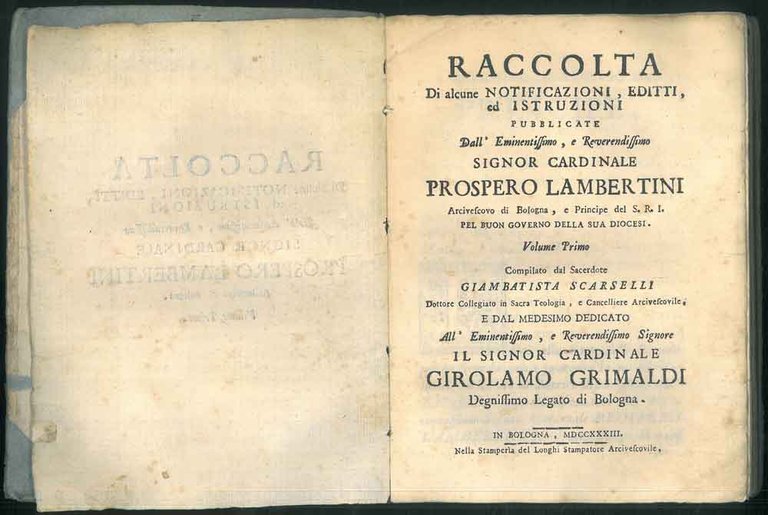 RACCOLTA
Di alcune NOTIFICAZIONI, EDITTI,
ed ISTRUZIONI
PUBBLICATE
Dall' Eminentiſſimo, e Reverendiſſimo
SIGNOR CARDINALE
PROSPERO LAMBERTINI
Arciveſcovo di Bologna, e Principe del S. R. I.
PEL BUON GOVERNO DELLA SUA DIOCESI.
Volume Primo
Compilato dal Sacerdote
GIAMBATISTA SCARSELLI
Dottore Collegiato in Sacra Teologia, e Cancelliere Arciveſcovile,
E DAL MEDESIMO DEDICATO
All' Eminentiſſimo, e Reverendiſſimo Signore
IL SIGNOR CARDINALE
GIROLAMO GRIMALDI
Degniſſimo Legato di Bologna.
IN BOLOGNA, MDCCXXXIII.
Nella Stamperìa del Longhi Stampatore Arciveſcovile,